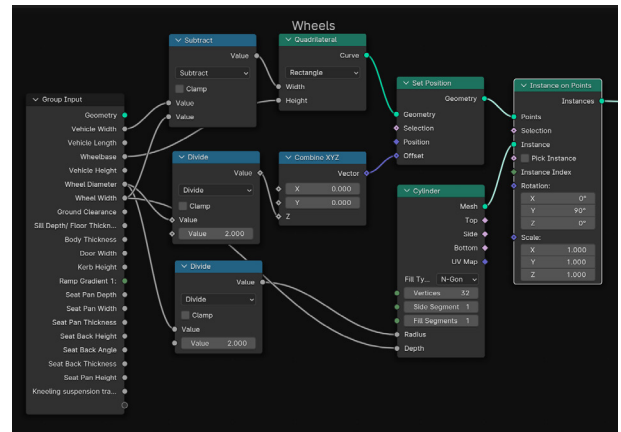 Wheels
Group Input
Geometry
Vehicle Width
Vehicle Length
Wheelbase
Vehicle Height
Wheel Diameter
Wheel Width
Ground Clearance
Sill Depth/ Floor Thickn...
Body Thickness
Door Width
Kerb Height
Ramp Gradient 1:
Seat Pan Depth
Seat Pan Width
Seat Pan Thickness
Seat Back Height
Seat Back Angle
Seat Back Thickness
Seat Pan Height
Kneeling suspension tra...
Subtract
Value
Subtract
Clamp
Value
Value
Divide
Value
Divide
Clamp
Value
Value 2.000
Divide
Value
Divide
Clamp
Value
Value 2.000
Quadrilateral
Curve
Rectangle
Width
Height
Combine XYZ
Vector
X 0.000
Y 0.000
Z
Set Position
Geometry
Geometry
Selection
Position
Offset
Cylinder
Mesh
Top
Side
Bottom
UV Map
Fill Ty... N-Gon
Vertices 32
Side Segment 1
Fill Segments 1
Radius
Depth
Instance on Points
Instances
Points
Selection
Instance
Pick Instance
Instance Index
Rotation:
X 0°
Y 90°
Z 0°
Scale:
X 1.000
Y 1.000
Z 1.000